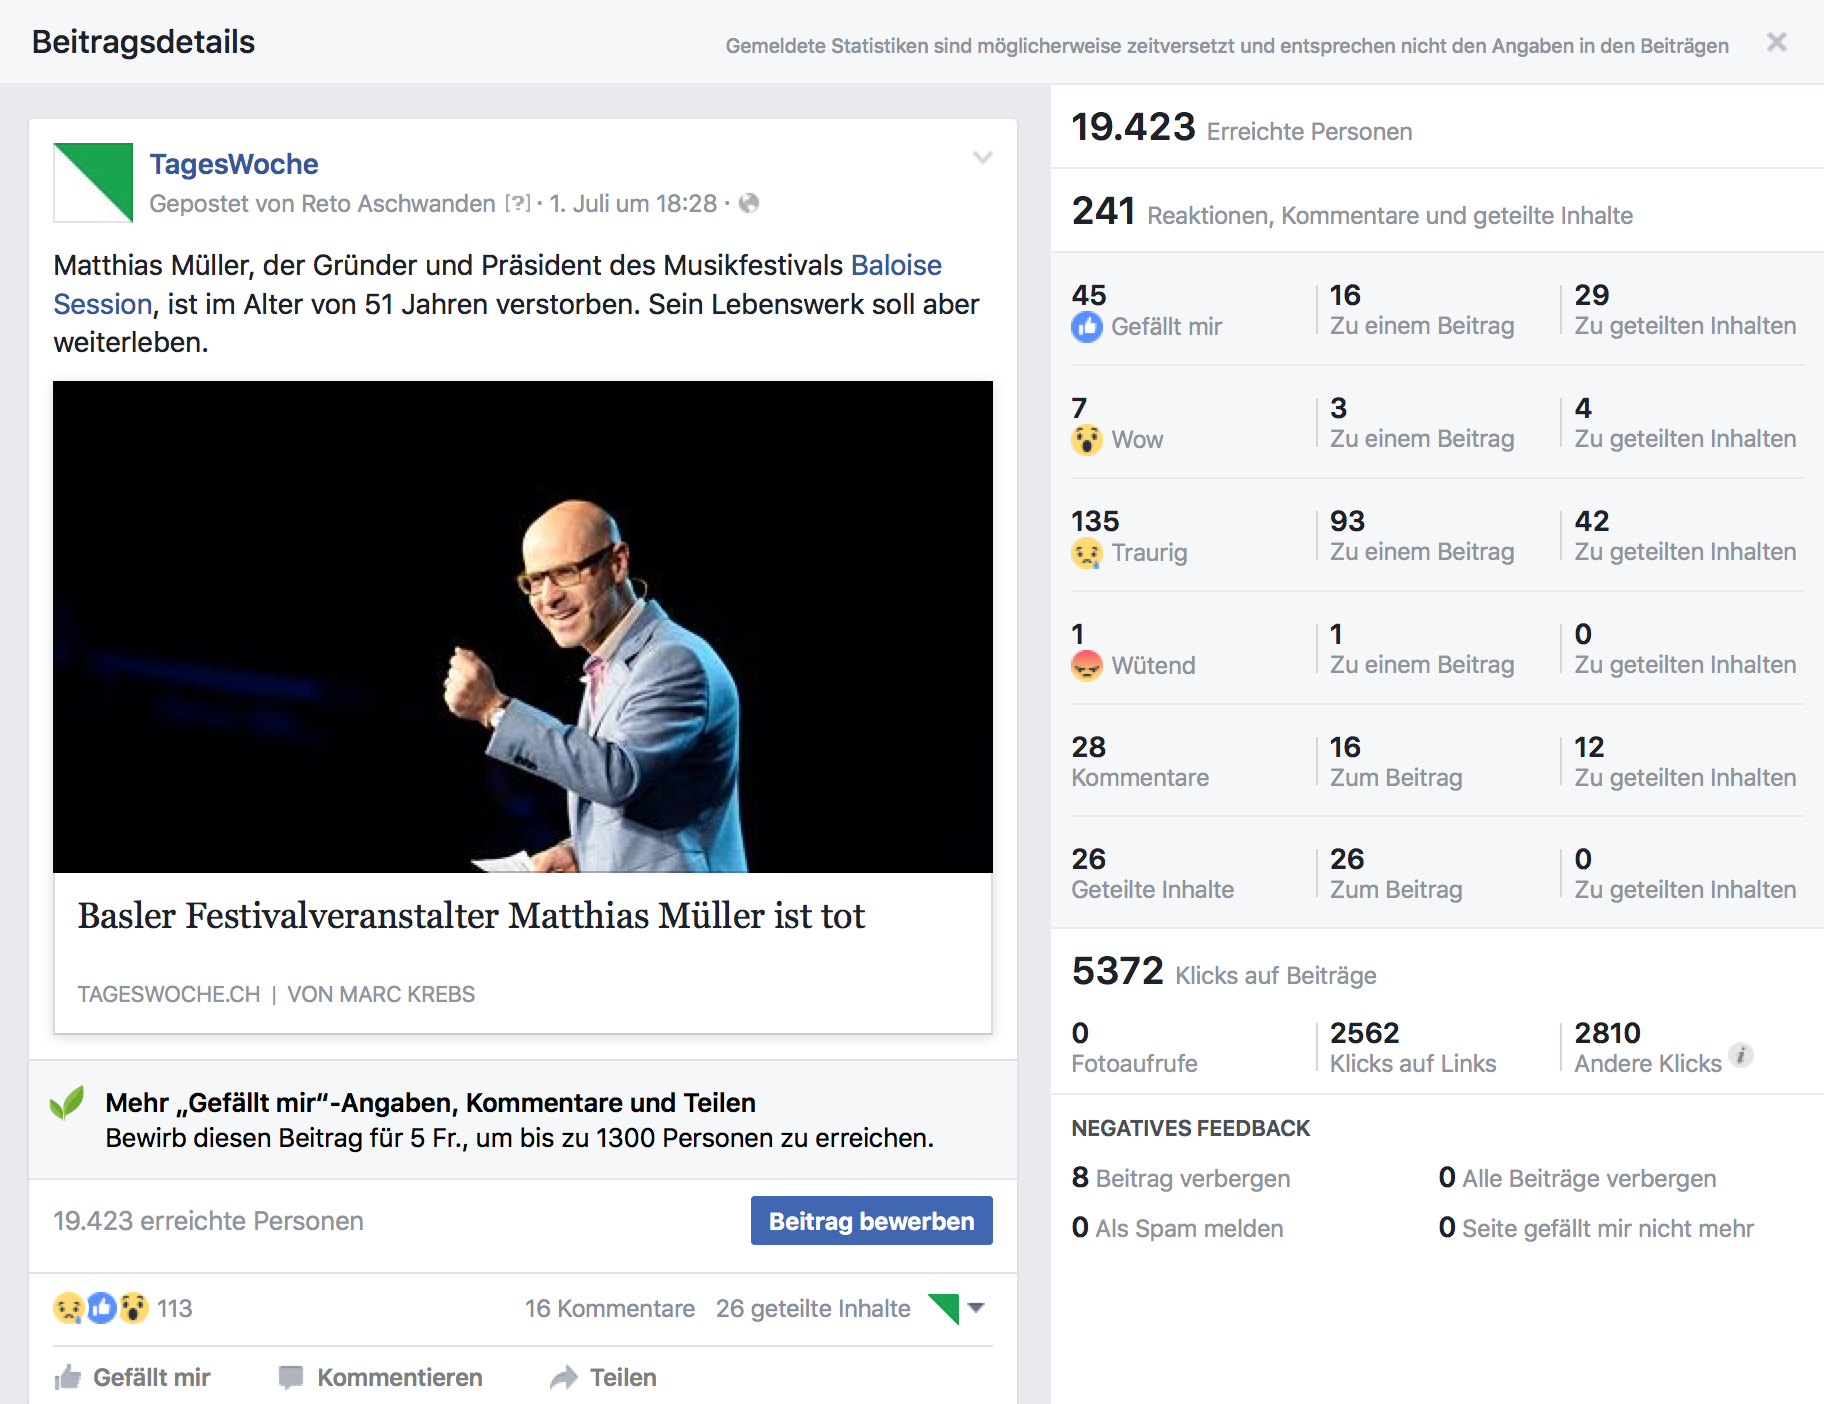 Beitragsdetails
Gemeldete Statistiken sind möglicherweise zeitversetzt und entsprechen nicht den Angaben in den Beiträgen
TagesWoche
Gepostet von Reto Aschwanden [?] · 1. Juli um 18:28 ·
Matthias Müller, der Gründer und Präsident des Musikfestivals Baloise
Session, ist im Alter von 51 Jahren verstorben. Sein Lebenswerk soll aber
weiterleben.
Basler Festivalveranstalter Matthias Müller ist tot
TAGESWOCHE.CH | VON MARC KREBS
Mehr „Gefällt mir“-Angaben, Kommentare und Teilen
Bewirb diesen Beitrag für 5 Fr., um bis zu 1300 Personen zu erreichen.
19.423 erreichte Personen
Beitrag bewerben
113
16 Kommentare 26 geteilte Inhalte
Gefällt mir Kommentieren Teilen
19.423 Erreichte Personen
241 Reaktionen, Kommentare und geteilte Inhalte
45 16 29
Gefällt mir Zu einem Beitrag Zu geteilten Inhalten
7 3 4
Wow Zu einem Beitrag Zu geteilten Inhalten
135 93 42
Traurig Zu einem Beitrag Zu geteilten Inhalten
1 1 0
Wütend Zu einem Beitrag Zu geteilten Inhalten
28 16 12
Kommentare Zum Beitrag Zu geteilten Inhalten
26 26 0
Geteilte Inhalte Zum Beitrag Zu geteilten Inhalten
5372 Klicks auf Beiträge
0 2562 2810
Fotoaufrufe Klicks auf Links Andere Klicks i
NEGATIVES FEEDBACK
8 Beitrag verbergen 0 Alle Beiträge verbergen
0 Als Spam melden 0 Seite gefällt mir nicht mehr